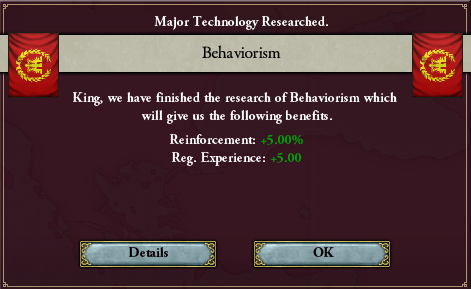 Major Technology Researched.
Behaviorism
King, we have finished the research of Behaviorism which
will give us the following benefits.
Reinforcement: +5.00%
Reg. Experience: +5.00
Details
OK